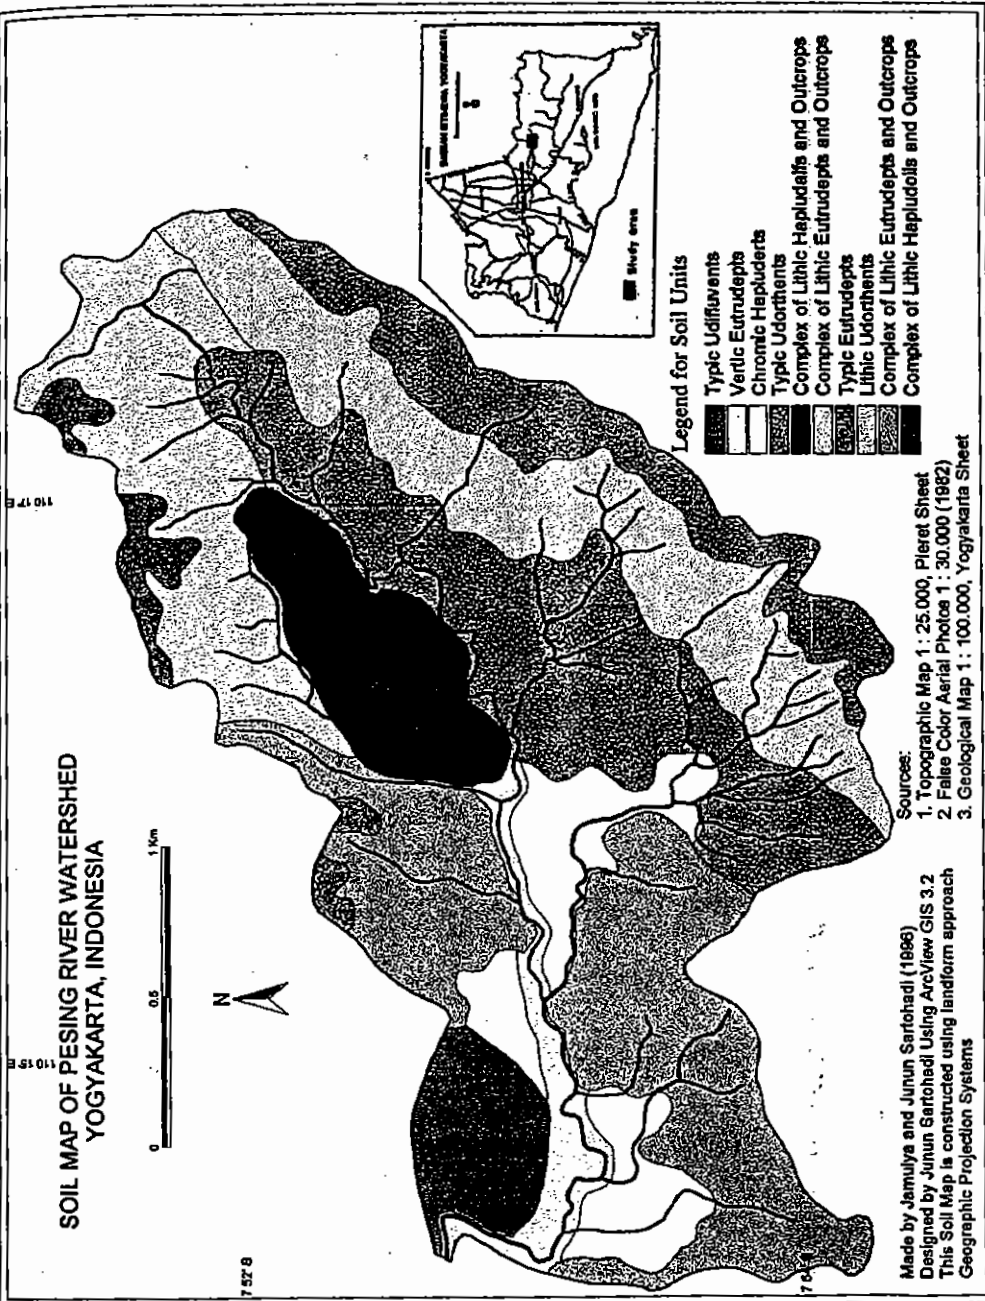 SOIL MAP OF PESING RIVER WATERSHED
YOGYAKARTA, INDONESIA
0
0.5
1 Km
N
110 15' E
110 17' E
7 52' S
Study area
Legend for Soil Units
Typic Udifluvents
Vertic Eutrudepts
Chromic Hapluderts
Typic Udorthents
Complex of Lithic Hapludalfs and Outcrops
Complex of Lithic Eutrudepts and Outcrops
Typic Eutrudepts
Lithic Udorthents
Complex of Lithic Eutrudepts and Outcrops
Complex of Lithic Hapludolls and Outcrops
Made by Jamulya and Junun Sartohadi (1996)
Designed by Junun Sartohadi Using ArcView GIS 3.2
This Soil Map is constructed using landform approach
Geographic Projection Systems
Sources:
1. Topographic Map 1 : 25.000, Pleret Sheet
2. False Color Aerial Photos 1 : 30.000 (1982)
3. Geological Map 1 : 100.000, Yogyakarta Sheet